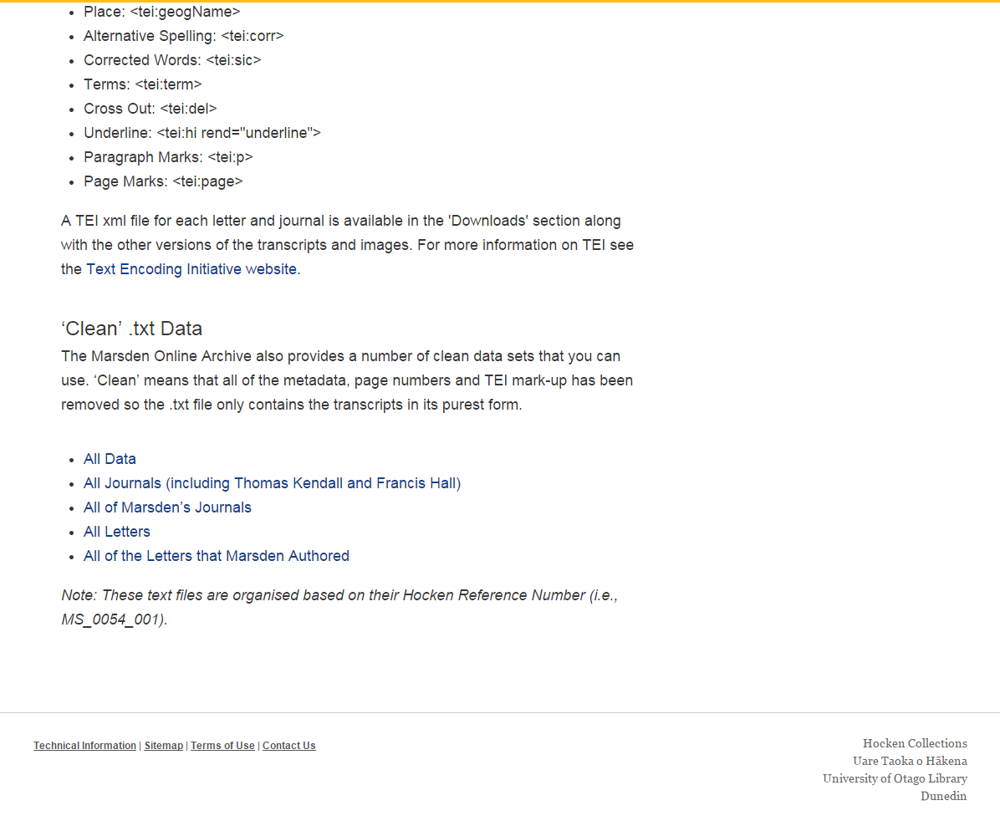 Place: <tei:geogName>
Alternative Spelling: <tei:corr>
Corrected Words: <tei:sic>
Terms: <tei:term>
Cross Out: <tei:del>
Underline: <tei:hi rend="underline">
Paragraph Marks: <tei:p>
Page Marks: <tei:page>
A TEI xml file for each letter and journal is available in the 'Downloads' section along
with the other versions of the transcripts and images. For more information on TEI see
the Text Encoding Initiative website.
‘Clean’ .txt Data
The Marsden Online Archive also provides a number of clean data sets that you can
use. ‘Clean’ means that all of the metadata, page numbers and TEI mark-up has been
removed so the .txt file only contains the transcripts in its purest form.
All Data
All Journals (including Thomas Kendall and Francis Hall)
All of Marsden’s Journals
All Letters
All of the Letters that Marsden Authored
Note: These text files are organised based on their Hocken Reference Number (i.e.,
MS_0054_001).
Technical Information | Sitemap | Terms of Use | Contact Us
Hocken Collections
Uare Taoka o Hākena
University of Otago Library
Dunedin